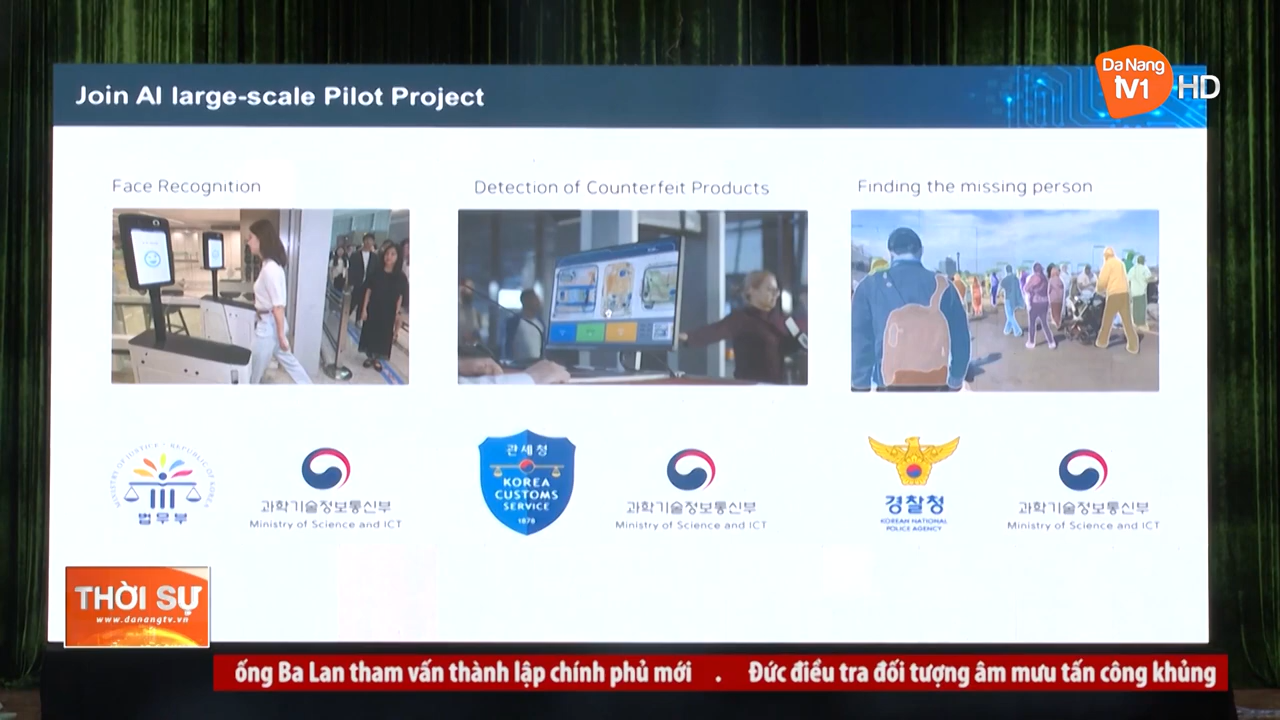 Join AI large-scale Pilot Project
Da Nang
TV1 HD
Face Recognition
Detection of Counterfeit Products
Finding the missing person
MINISTRY OF JUSTICE • REPUBLIC OF KOREA
법무부
과학기술정보통신부
Ministry of Science and ICT
관세청
KOREA
CUSTOMS
SERVICE
1878
과학기술정보통신부
Ministry of Science and ICT
경찰청
KOREAN NATIONAL
POLICE AGENCY
과학기술정보통신부
Ministry of Science and ICT
THỜI SỰ
www.danangtv.vn
ống Ba Lan tham vấn thành lập chính phủ mới . Đức điều tra đối tượng âm mưu tấn công khủng